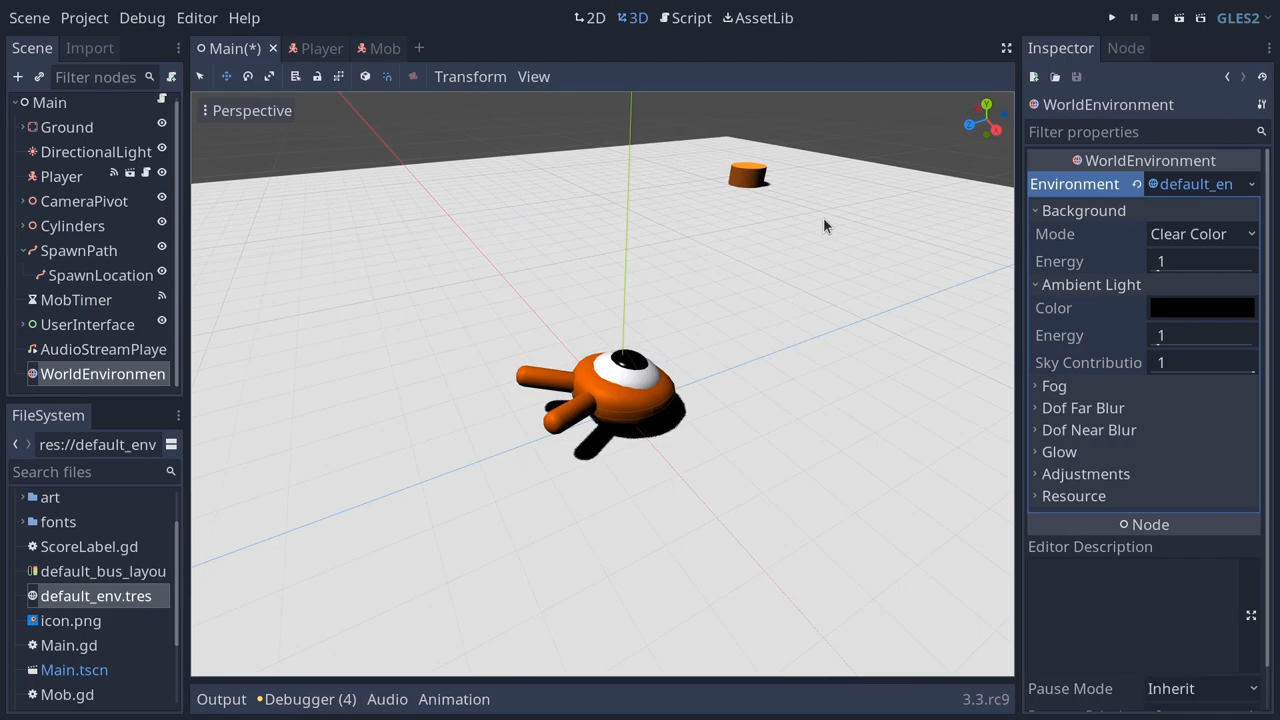 Scene Project Debug Editor Help
2D 3D Script AssetLib
GLES2
Scene Import
Filter nodes
Main
Ground
DirectionalLight
Player
CameraPivot
Cylinders
SpawnPath
SpawnLocation
MobTimer
UserInterface
AudioStreamPlaye
WorldEnvironmen
FileSystem
res://default_env
Search files
art
fonts
ScoreLabel.gd
default_bus_layou
default_env.tres
icon.png
Main.gd
Main.tscn
Mob.gd
Main(*) Player Mob
Transform View
Perspective
Y
Z
X
Output Debugger (4) Audio Animation 3.3.rc9
Inspector Node
WorldEnvironment
Filter properties
WorldEnvironment
Environment default_en
Background
Mode Clear Color
Energy 1
Ambient Light
Color
Energy 1
Sky Contributio 1
Fog
Dof Far Blur
Dof Near Blur
Glow
Adjustments
Resource
Node
Editor Description
Pause Mode Inherit